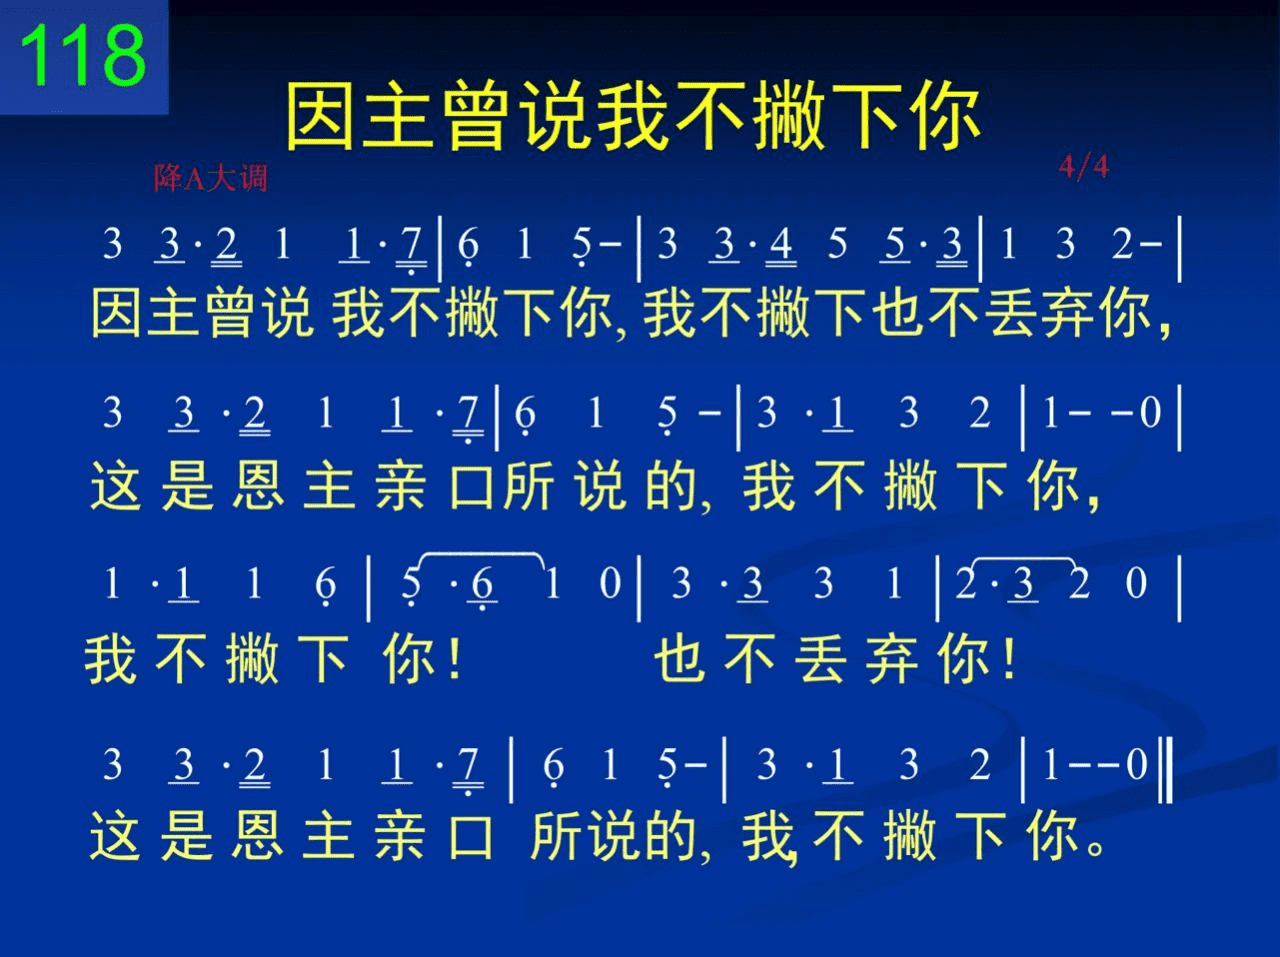 118
因主曾说我不撇下你
降A大调 4/4
3 3·2 1 1·7|6 1 5-|3 3·4 5 5·3|1 3 2-|
因主曾说 我不撇下你,我不撇下也不丢弃你，
3 3·2 1 1·7|6 1 5-|3·1 3 2|1- -0|
这是恩主亲口所说的,我不撇下你，
1·1 1 6|5·6 1 0|3·3 3 1|2·3 2 0|
我不撇下 你！ 也不丢弃你！
3 3·2 1 1·7|6 1 5-|3·1 3 2|1--0‖
这是恩主亲口 所说的,我,不撇下你。